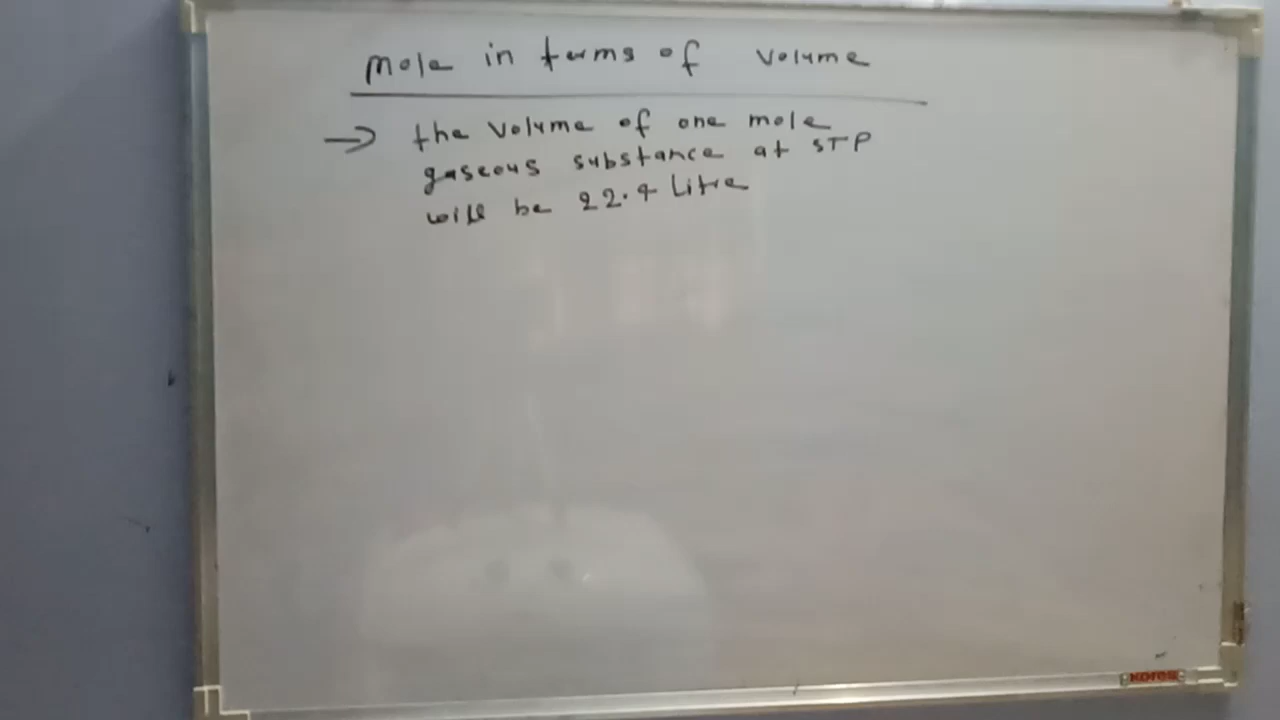 Mole in terms of volume
→ the volume of one mole
gaseous substance at STP
will be 22.4 Litre
KORES